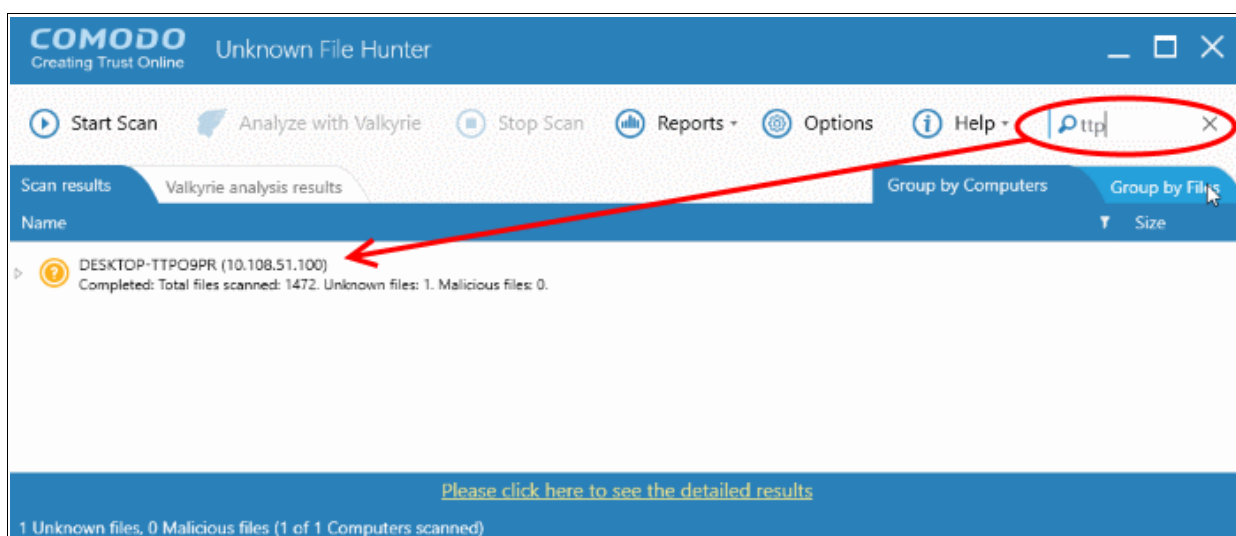 COMODO
Creating Trust Online
Unknown File Hunter
Start Scan Analyze with Valkyrie Stop Scan Reports Options Help ttp
Scan results Valkyrie analysis results Group by Computers Group by Files
Name Size
DESKTOP-TTPO9PR (10.108.51.100)
Completed: Total files scanned: 1472. Unknown files: 1. Malicious files: 0.
Please click here to see the detailed results
1 Unknown files, 0 Malicious files (1 of 1 Computers scanned)